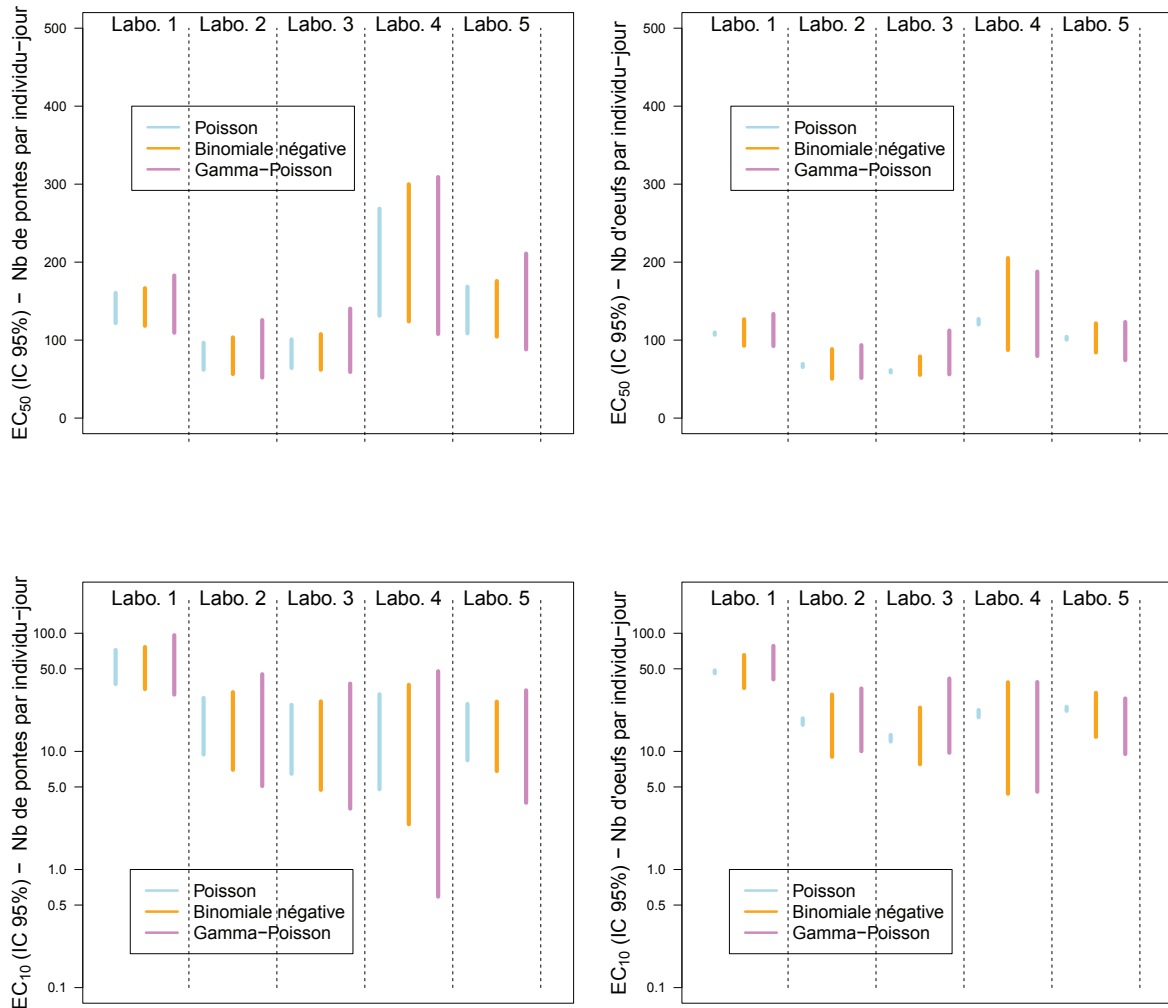 EC50 (IC 95%) − Nb de pontes par individu−jour
Labo. 1 Labo. 2 Labo. 3 Labo. 4 Labo. 5
500
400
300
200
100
0
Poisson
Binomiale négative
Gamma−Poisson
EC50 (IC 95%) − Nb d'oeufs par individu−jour
Labo. 1 Labo. 2 Labo. 3 Labo. 4 Labo. 5
500
400
300
200
100
0
Poisson
Binomiale négative
Gamma−Poisson
EC10 (IC 95%) − Nb de pontes par individu−jour
Labo. 1 Labo. 2 Labo. 3 Labo. 4 Labo. 5
100.0
50.0
10.0
5.0
1.0
0.5
0.1
Poisson
Binomiale négative
Gamma−Poisson
EC10 (IC 95%) − Nb d'oeufs par individu−jour
Labo. 1 Labo. 2 Labo. 3 Labo. 4 Labo. 5
100.0
50.0
10.0
5.0
1.0
0.5
0.1
Poisson
Binomiale négative
Gamma−Poisson